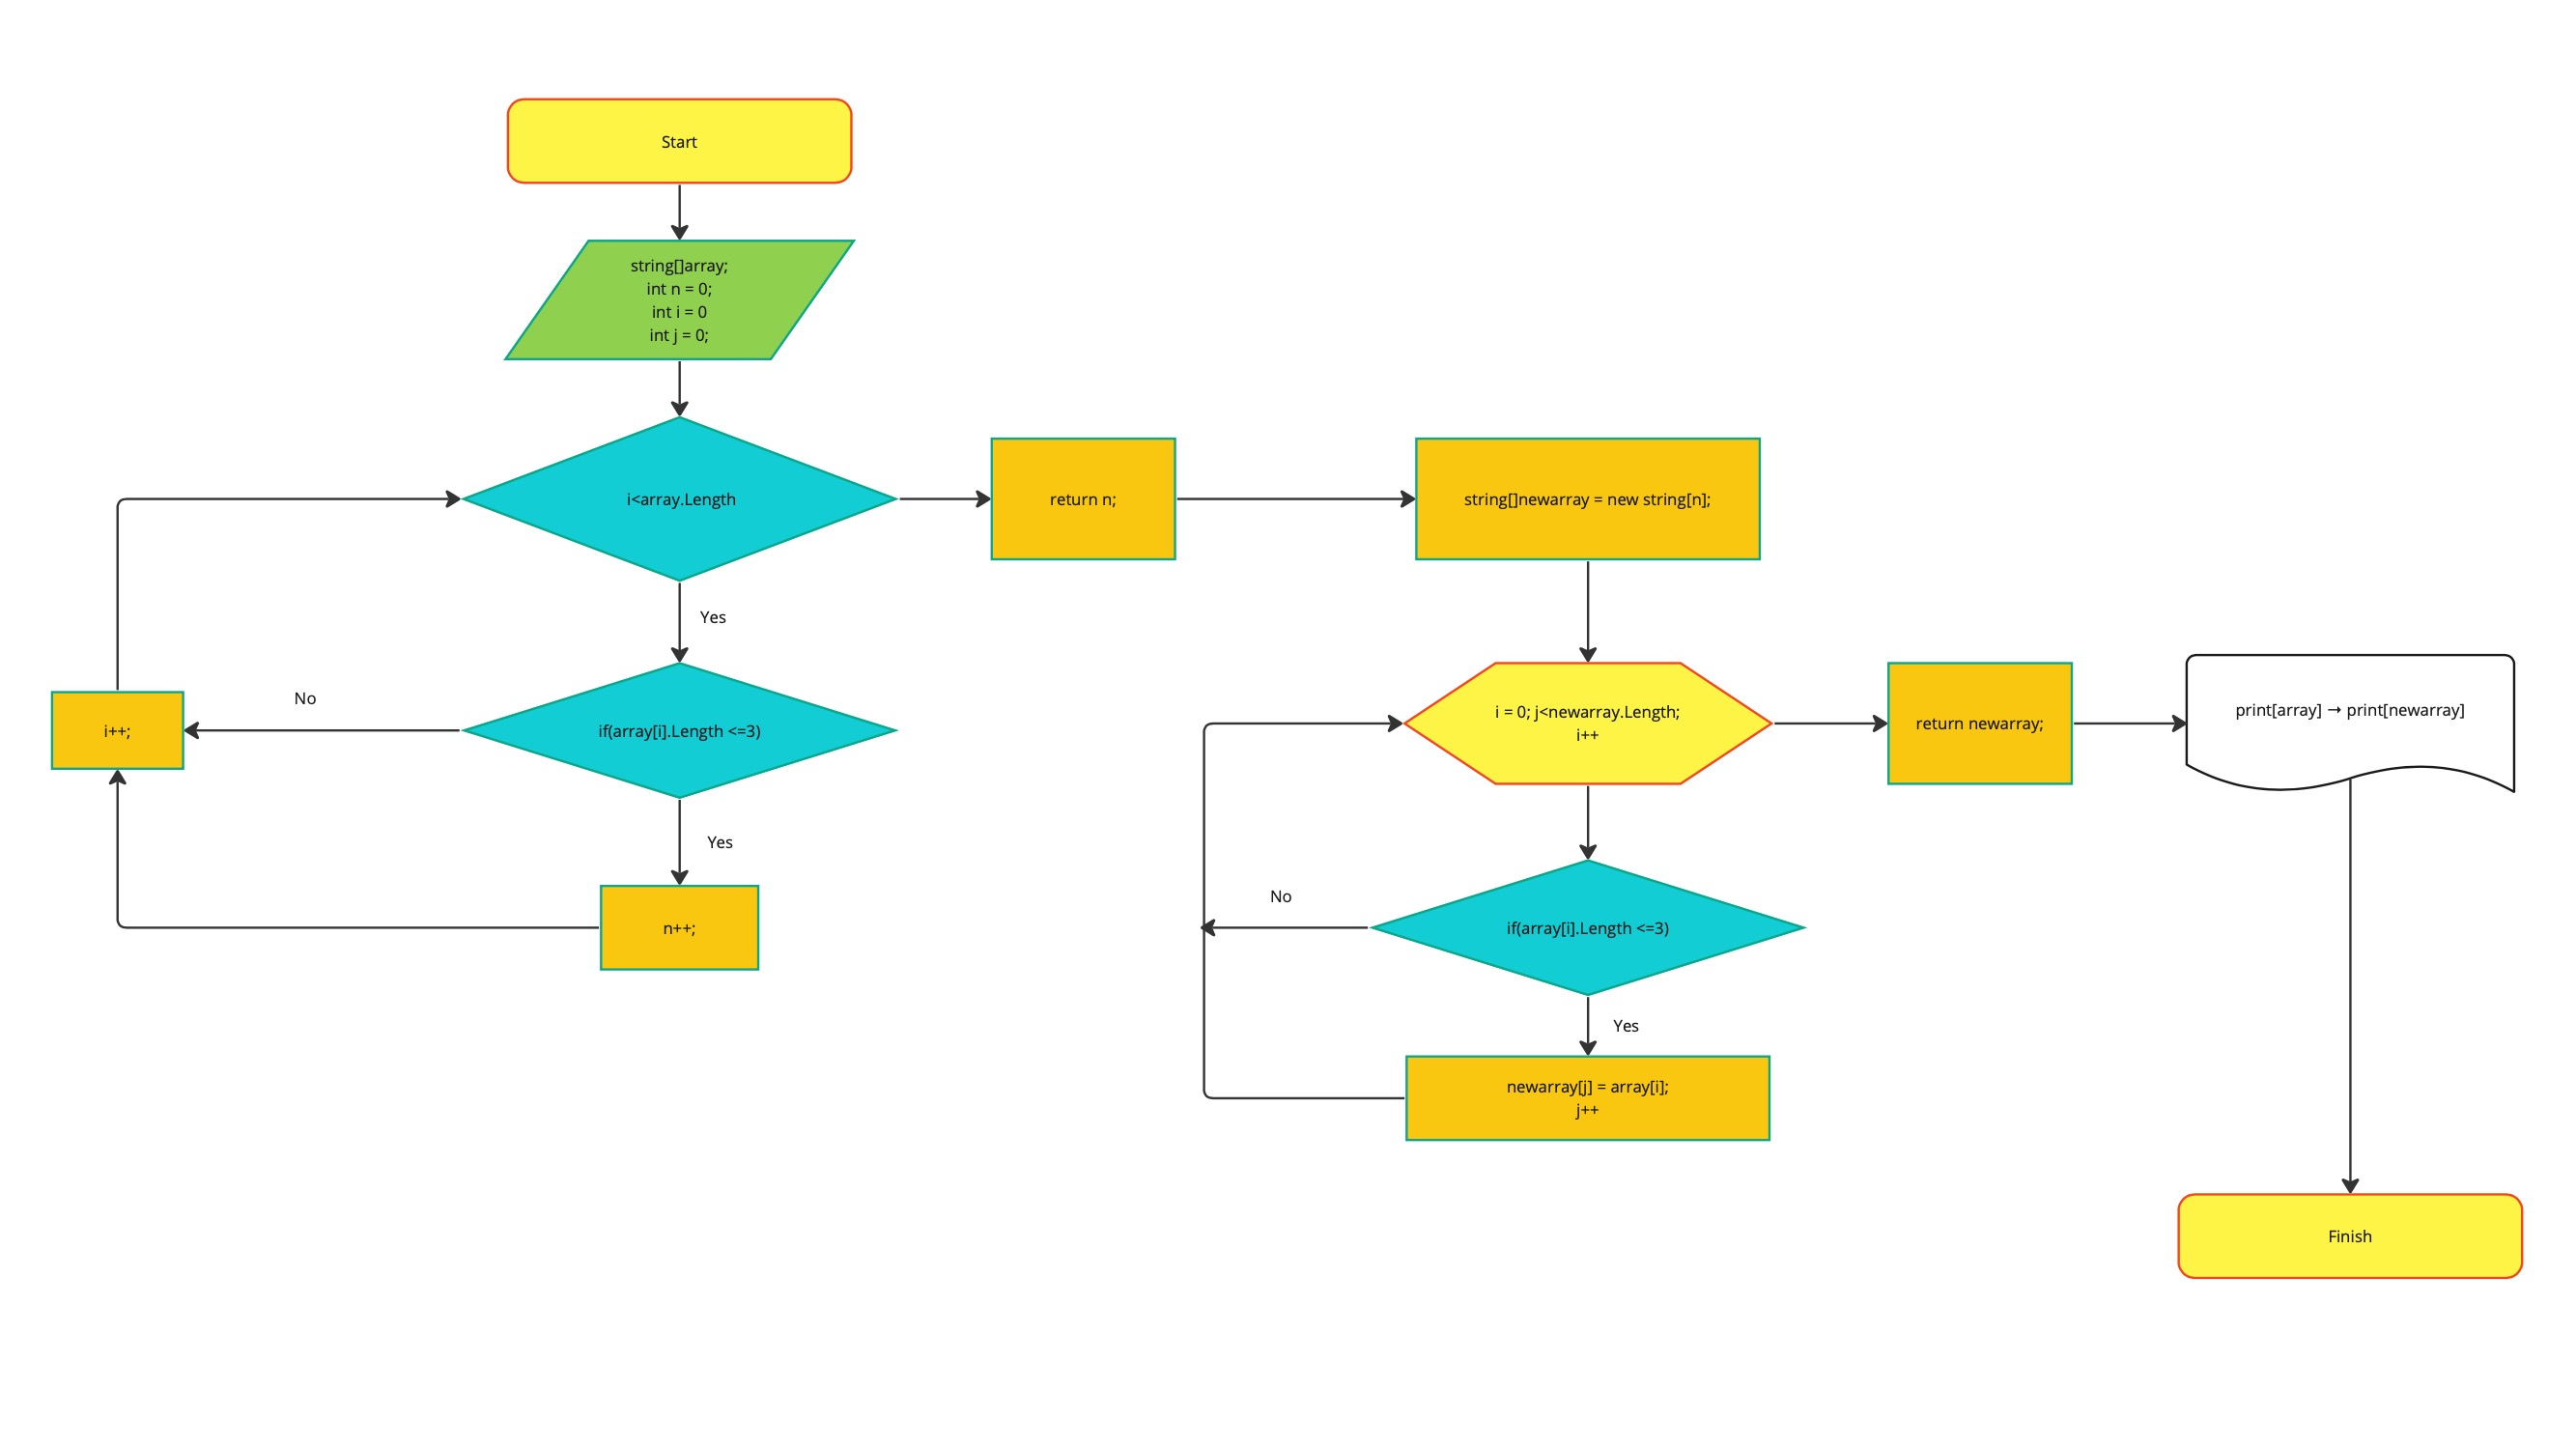 Start
string[]array;
int n = 0;
int i = 0
int j = 0;
i<array.Length
return n;
string[]newarray = new string[n];
Yes
No
i++;
if(array[i].Length <=3)
Yes
n++;
i = 0; j<newarray.Length;
i++
return newarray;
print[array] → print[newarray]
No
if(array[i].Length <=3)
Yes
newarray[j] = array[i];
j++
Finish